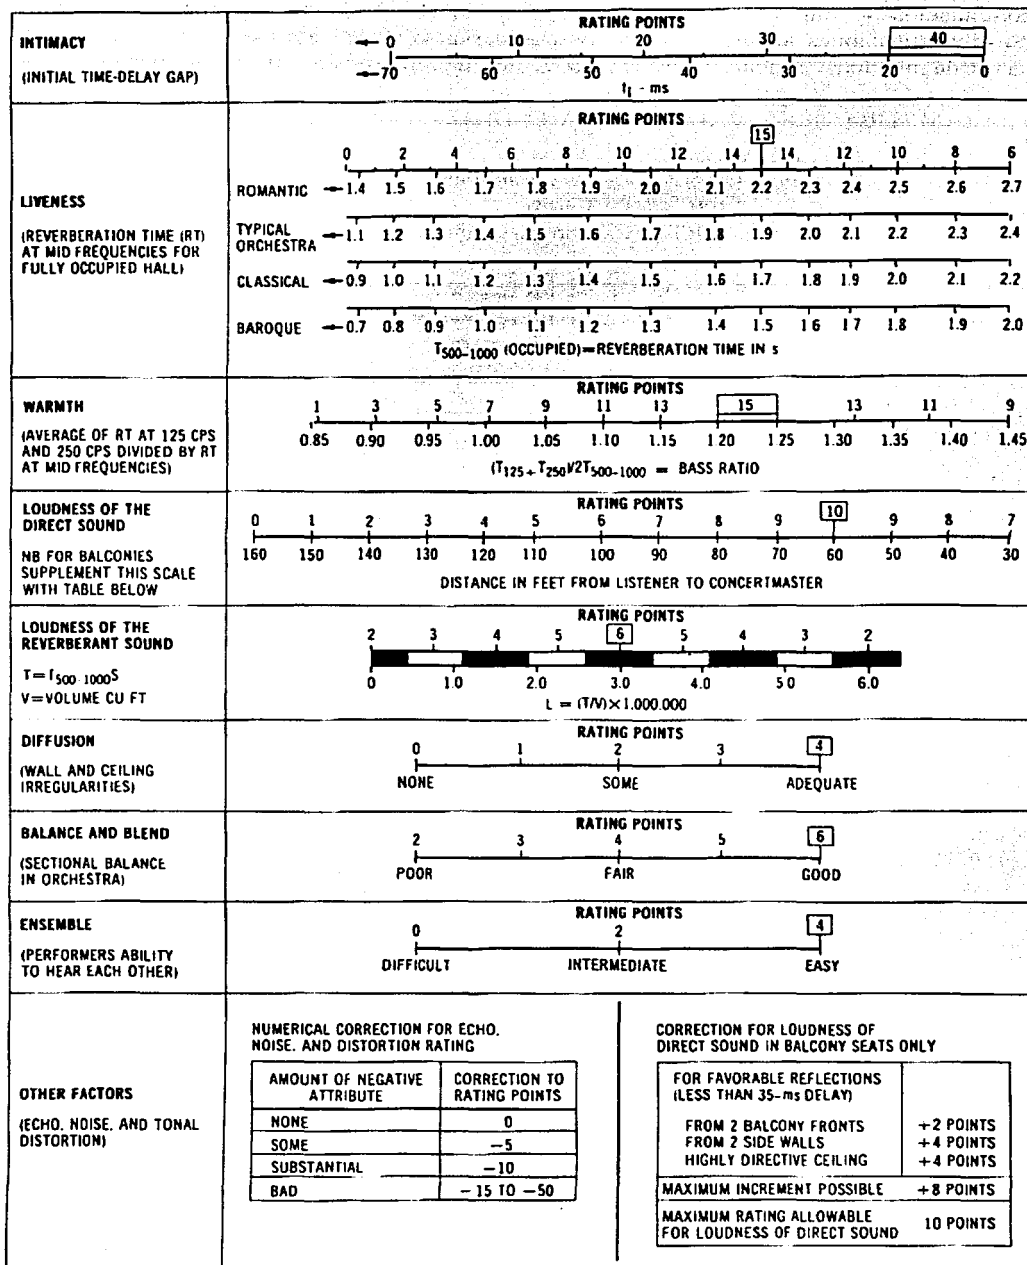 INTIMACY
(INITIAL TIME-DELAY GAP)
RATING POINTS
0 10 20 30 40
70 60 50 40 30 20 0
tI - ms
LIVENESS
(REVERBERATION TIME (RT)
AT MID FREQUENCIES FOR
FULLY OCCUPIED HALL)
RATING POINTS
15
0 2 4 6 8 10 12 14 14 12 10 8 6
ROMANTIC 1.4 1.5 1.6 1.7 1.8 1.9 2.0 2.1 2.2 2.3 2.4 2.5 2.6 2.7
TYPICAL
ORCHESTRA 1.1 1.2 1.3 1.4 1.5 1.6 1.7 1.8 1.9 2.0 2.1 2.2 2.3 2.4
CLASSICAL 0.9 1.0 1.1 1.2 1.3 1.4 1.5 1.6 1.7 1.8 1.9 2.0 2.1 2.2
BAROQUE 0.7 0.8 0.9 1.0 1.1 1.2 1.3 1.4 1.5 1 6 1 7 1.8 1.9 2.0
T500-1000 (OCCUPIED)=REVERBERATION TIME IN s
WARMTH
(AVERAGE OF RT AT 125 CPS
AND 250 CPS DIVIDED BY RT
AT MID FREQUENCIES)
RATING POINTS
1 3 5 7 9 11 13 15 13 11 9
0.85 0.90 0.95 1.00 1.05 1.10 1.15 1.20 1.25 1.30 1.35 1.40 1.45
(T125+T250)/2T500-1000 = BASS RATIO
LOUDNESS OF THE
DIRECT SOUND
NB FOR BALCONIES
SUPPLEMENT THIS SCALE
WITH TABLE BELOW
RATING POINTS
0 1 2 3 4 5 6 7 8 9 10 9 8 7
160 150 140 130 120 110 100 90 80 70 60 50 40 30
DISTANCE IN FEET FROM LISTENER TO CONCERTMASTER
LOUDNESS OF THE
REVERBERANT SOUND
T=T500-1000S
V=VOLUME CU FT
RATING POINTS
2 3 4 5 6 5 4 3 2
0 1.0 2.0 3.0 4.0 5 0 6.0
L = (T/V)×1.000.000
DIFFUSION
(WALL AND CEILING
IRREGULARITIES)
RATING POINTS
0 1 2 3 4
NONE SOME ADEQUATE
BALANCE AND BLEND
(SECTIONAL BALANCE
IN ORCHESTRA)
RATING POINTS
2 3 4 5 6
POOR FAIR GOOD
ENSEMBLE
(PERFORMERS ABILITY
TO HEAR EACH OTHER)
RATING POINTS
0 2 4
DIFFICULT INTERMEDIATE EASY
OTHER FACTORS
(ECHO, NOISE, AND TONAL
DISTORTION)
NUMERICAL CORRECTION FOR ECHO,
NOISE, AND DISTORTION RATING
AMOUNT OF NEGATIVE
ATTRIBUTE
CORRECTION TO
RATING POINTS
NONE 0
SOME -5
SUBSTANTIAL -10
BAD -15 TO -50
CORRECTION FOR LOUDNESS OF
DIRECT SOUND IN BALCONY SEATS ONLY
FOR FAVORABLE REFLECTIONS
(LESS THAN 35-ms DELAY)
FROM 2 BALCONY FRONTS +2 POINTS
FROM 2 SIDE WALLS +4 POINTS
HIGHLY DIRECTIVE CEILING +4 POINTS
MAXIMUM INCREMENT POSSIBLE +8 POINTS
MAXIMUM RATING ALLOWABLE
FOR LOUDNESS OF DIRECT SOUND 10 POINTS